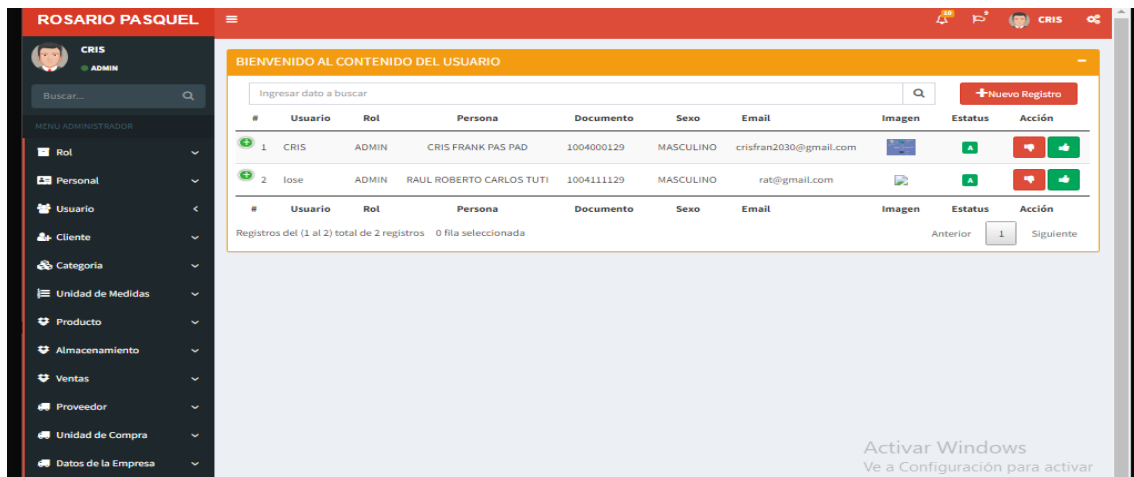 ROSARIO PASQUEL
10
9
CRIS
CRIS
ADMIN
Buscar...
MENU ADMINISTRADOR
Rol
Personal
Usuario
Cliente
Categoria
Unidad de Medidas
Producto
Almacenamiento
Ventas
Proveedor
Unidad de Compra
Datos de la Empresa
BIENVENIDO AL CONTENIDO DEL USUARIO
Ingresar dato a buscar
Nuevo Registro
# Usuario Rol Persona Documento Sexo Email Imagen Estatus Acción
1 CRIS ADMIN CRIS FRANK PAS PAD 1004000129 MASCULINO crisfran2030@gmail.com A
2 lose ADMIN RAUL ROBERTO CARLOS TUTI 1004111129 MASCULINO rat@gmail.com A
# Usuario Rol Persona Documento Sexo Email Imagen Estatus Acción
Registros del (1 al 2) total de 2 registros 0 fila seleccionada
Anterior 1 Siguiente
Activar Windows
Ve a Configuración para activar